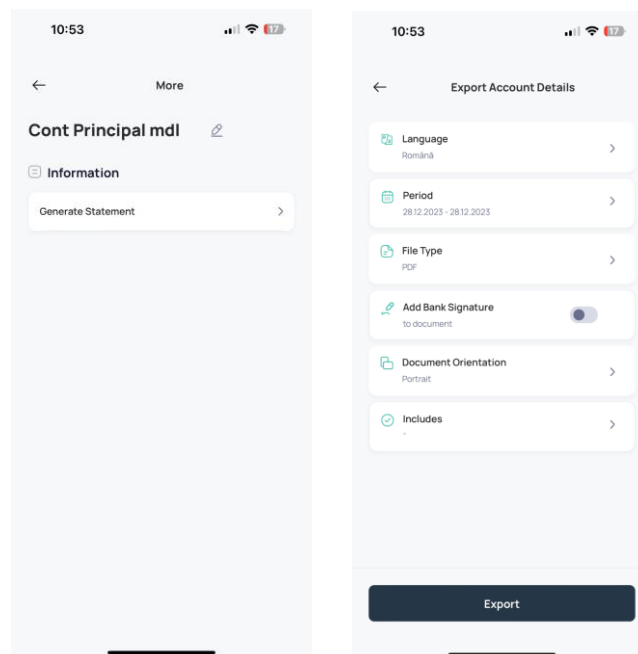 10:53
17
More
Cont Principal mdl
Information
Generate Statement
10:53
17
Export Account Details
Language
Română
Period
28.12.2023 - 28.12.2023
File Type
PDF
Add Bank Signature
to document
Document Orientation
Portrait
Includes
-
Export